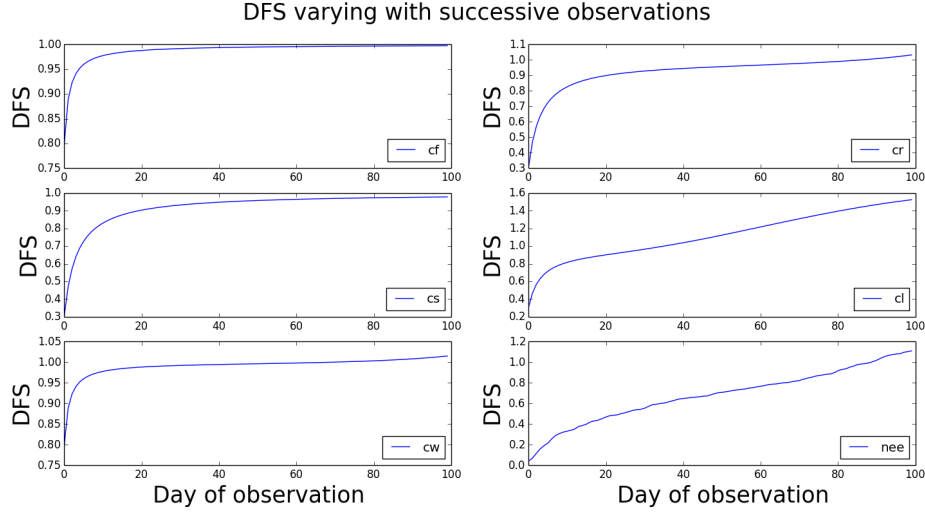 DFS varying with successive observations
DFS
1.00
0.95
0.90
0.85
0.80
0.75
0 20 40 60 80 100
cf
DFS
1.1
1.0
0.9
0.8
0.7
0.6
0.5
0.4
0.3
0 20 40 60 80 100
cr
DFS
1.0
0.9
0.8
0.7
0.6
0.5
0.4
0.3
0 20 40 60 80 100
cs
DFS
1.6
1.4
1.2
1.0
0.8
0.6
0.4
0.2
0 20 40 60 80 100
cl
DFS
1.05
1.00
0.95
0.90
0.85
0.80
0.75
0 20 40 60 80 100
cw
Day of observation
DFS
1.2
1.0
0.8
0.6
0.4
0.2
0.0
0 20 40 60 80 100
nee
Day of observation